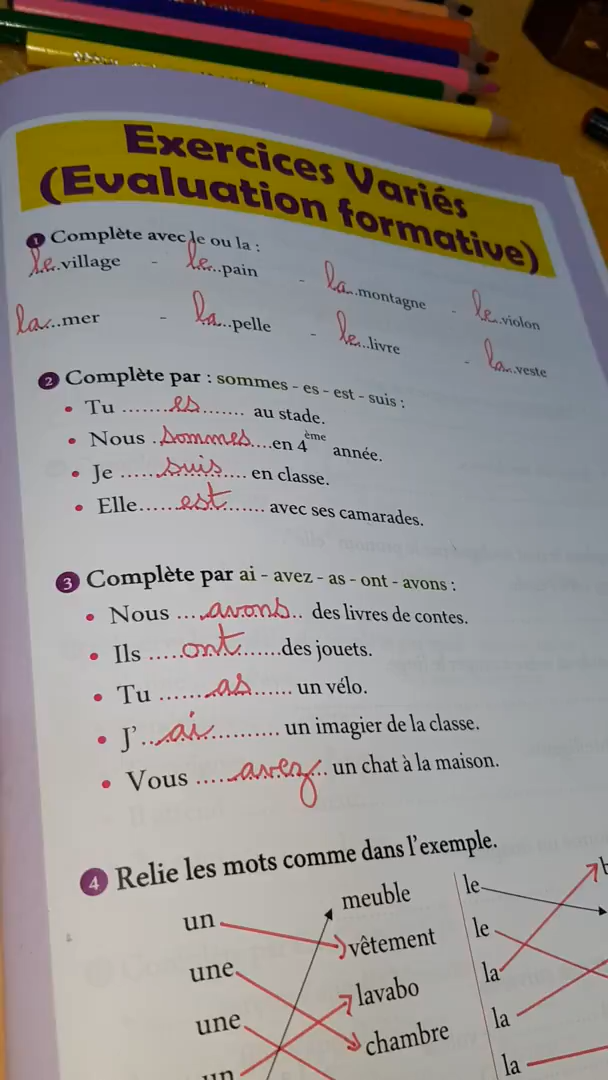 Exercices Variés
(Evaluation formative)
1 Complète avec le ou la :
le...village - le...pain - la...montagne - le...violon
la...mer - la...pelle - le...livre - la...veste
2 Complète par : sommes - es - est - suis :
• Tu .......es....... au stade.
• Nous .sommes....en 4ème année.
• Je .....suis.... en classe.
• Elle......est...... avec ses camarades.
3 Complète par ai - avez - as - ont - avons :
• Nous ....avons.. des livres de contes.
• Ils .....ont......des jouets.
• Tu .......as...... un vélo.
• J'..ai........... un imagier de la classe.
• Vous .....avez.. un chat à la maison.
4 Relie les mots comme dans l'exemple.
un meuble le
une vêtement le
une lavabo la
un chambre la
la